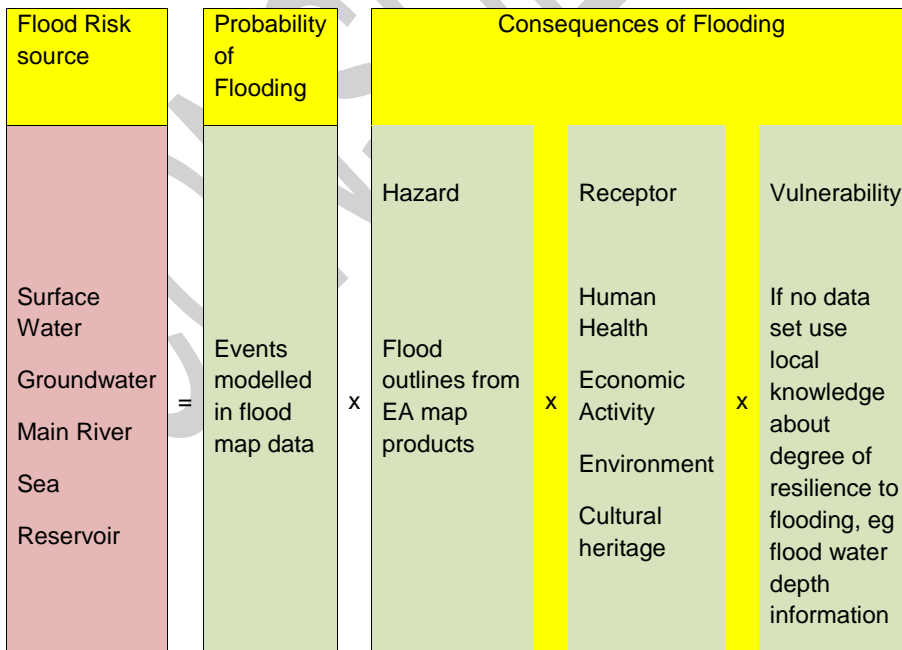 Flood Risk
source
Probability
of
Flooding
Consequences of Flooding
Surface
Water
Groundwater
Main River
Sea
Reservoir
=
Events
modelled
in flood
map data
x
Hazard
Flood
outlines from
EA map
products
x
Receptor
Human
Health
Economic
Activity
Environment
Cultural
heritage
x
Vulnerability
If no data
set use
local
knowledge
about
degree of
resilience to
flooding, eg
flood water
depth
information